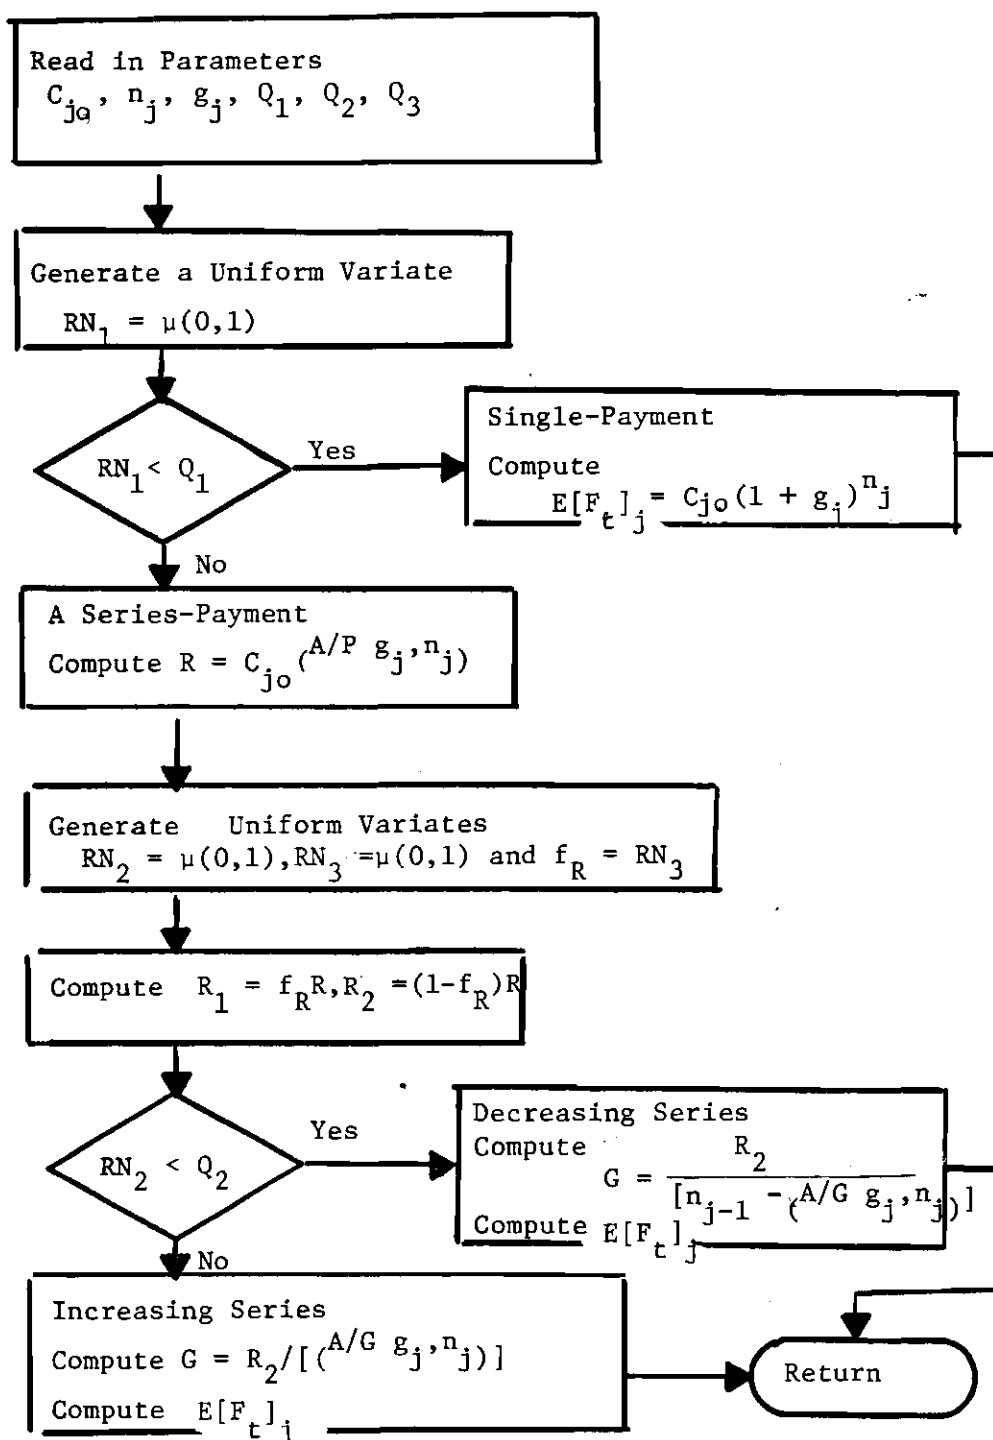 Read in Parameters
C_jo, n_j, g_j, Q_1, Q_2, Q_3
Generate a Uniform Variate
RN_1 = μ(0,1)
RN_1 < Q_1
Yes
Single-Payment
Compute
E[F_t]_j = C_jo(1 + g_j)^n_j
No
A Series-Payment
Compute R = C_jo(A/P g_j,n_j)
Generate Uniform Variates
RN_2 = μ(0,1),RN_3 =μ(0,1) and f_R = RN_3
Compute R_1 = f_R R,R_2 =(1-f_R)R
RN_2 < Q_2
Yes
Decreasing Series
Compute
R_2
G =
[n_j-1 - (A/G g_j,n_j)]
Compute E[F_t]_j
No
Increasing Series
Compute G = R_2/[(A/G g_j,n_j)]
Compute E[F_t]_j
Return